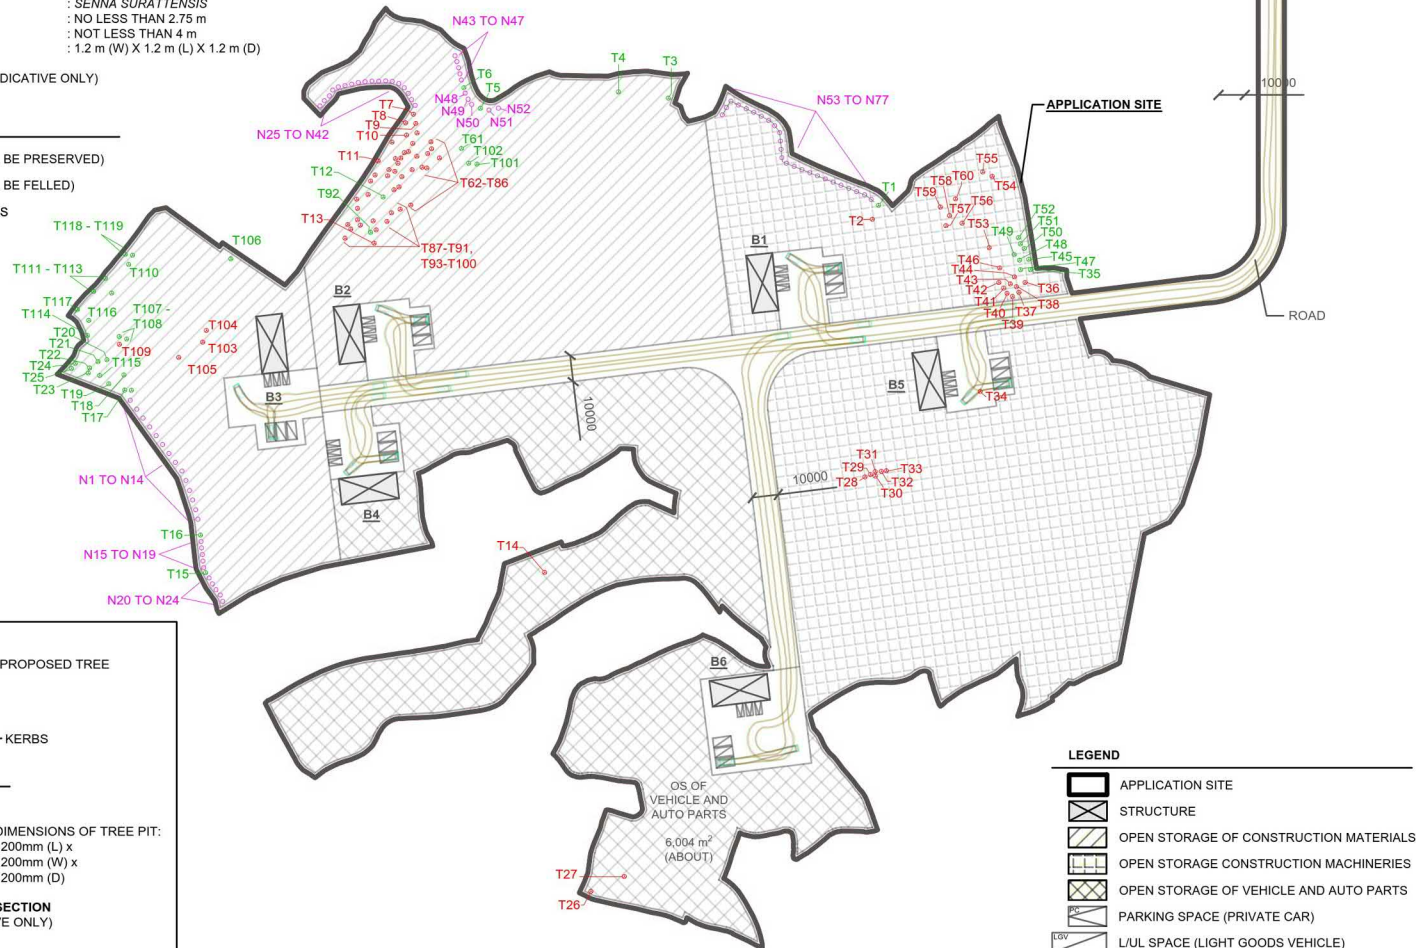 : SENNA SURATTENSIS
: NO LESS THAN 2.75 m
: NOT LESS THAN 4 m
: 1.2 m (W) X 1.2 m (L) X 1.2 m (D)
DICATIVE ONLY)
BE PRESERVED)
BE FELLED)
S
N43 TO N47
T6
T5
N48
N49
N50
N52
N51
T4
T3
N53 TO N77
10000
APPLICATION SITE
N25 TO N42
T7
T8
T9
T10
T11
T12
T92
T13
T61
T102
T101
T62-T86
T87-T91,
T93-T100
T1
T2
T55
T54
T60
T58
T59
T56
T57
T53
T52
T51
T50
T49
T48
T45
T47
T35
T46
T44
T43
T42
T41
T40
T39
T36
T38
T37
ROAD
T118 - T119
T106
T111 - T113
T110
T117
T114
T116
T107 -
T108
T20
T21
T22
T24
T25
T23
T19
T18
T17
T109
T115
T104
T103
T105
B1
B2
B3
B4
B5
T34
10000
10000
T31
T29
T28
T33
T32
T30
N1 TO N14
T16
N15 TO N19
T15
N20 TO N24
T14
B6
OS OF
VEHICLE AND
AUTO PARTS
6,004 m²
(ABOUT)
T27
T26
PROPOSED TREE
KERBS
DIMENSIONS OF TREE PIT:
200mm (L) x
200mm (W) x
200mm (D)
SECTION
E ONLY)
LEGEND
APPLICATION SITE
STRUCTURE
OPEN STORAGE OF CONSTRUCTION MATERIALS
OPEN STORAGE CONSTRUCTION MACHINERIES
OPEN STORAGE OF VEHICLE AND AUTO PARTS
PC
PARKING SPACE (PRIVATE CAR)
LGV
L/UL SPACE (LIGHT GOODS VEHICLE)